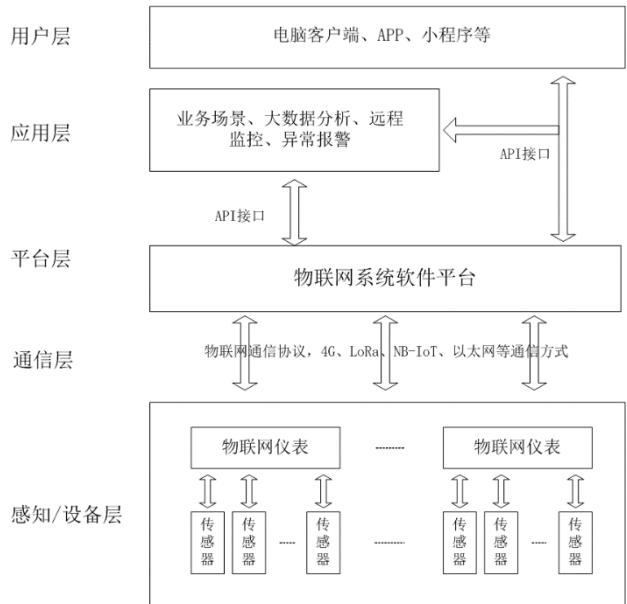 用户层
电脑客户端、APP、小程序等
应用层
业务场景、大数据分析、远程
监控、异常报警
API接口
API接口
平台层
物联网系统软件平台
通信层
物联网通信协议，4G、LoRa、NB-IoT、以太网等通信方式
感知/设备层
物联网仪表
物联网仪表
传感器
传感器
传感器
传感器
传感器
传感器